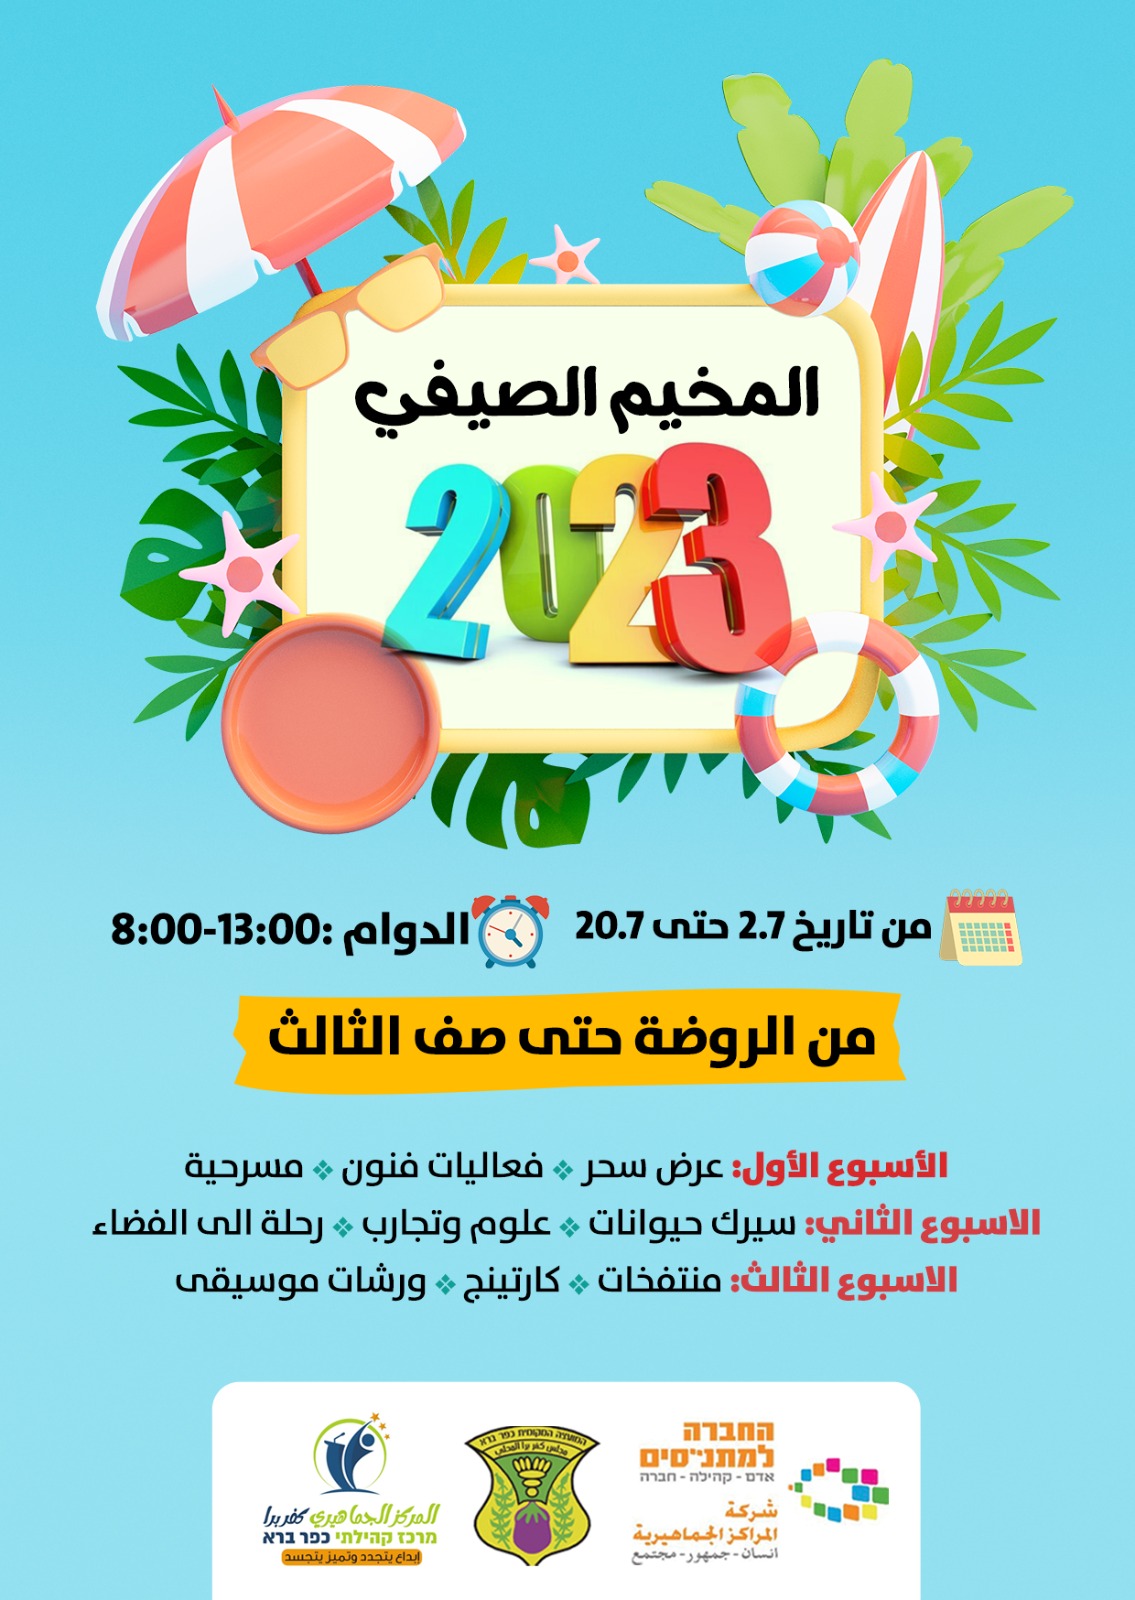 المخيم الصيفي
2023
من تاريخ 2.7 حتى 20.7
الدوام :8:00-13:00
من الروضة حتى صف الثالث
الأسبوع الأول: عرض سحر ❖ فعاليات فنون ❖ مسرحية
الاسبوع الثاني: سيرك حيوانات ❖ علوم وتجارب ❖ رحلة الى الفضاء
الاسبوع الثالث: منتفخات ❖ كارتينج ❖ ورشات موسيقى
החברה
למתנ״סים
אדם - קהילה - חברה
شركة
المراكز الجماهيرية
انسان - جمهور - مجتمع
המועצה המקומית כפר ברא
مجلس كفر برا المحلي
المركز الجماهيري كفر برا
מרכז קהילתי כפר ברא
إبداع يتجدد وتميز يتجسد